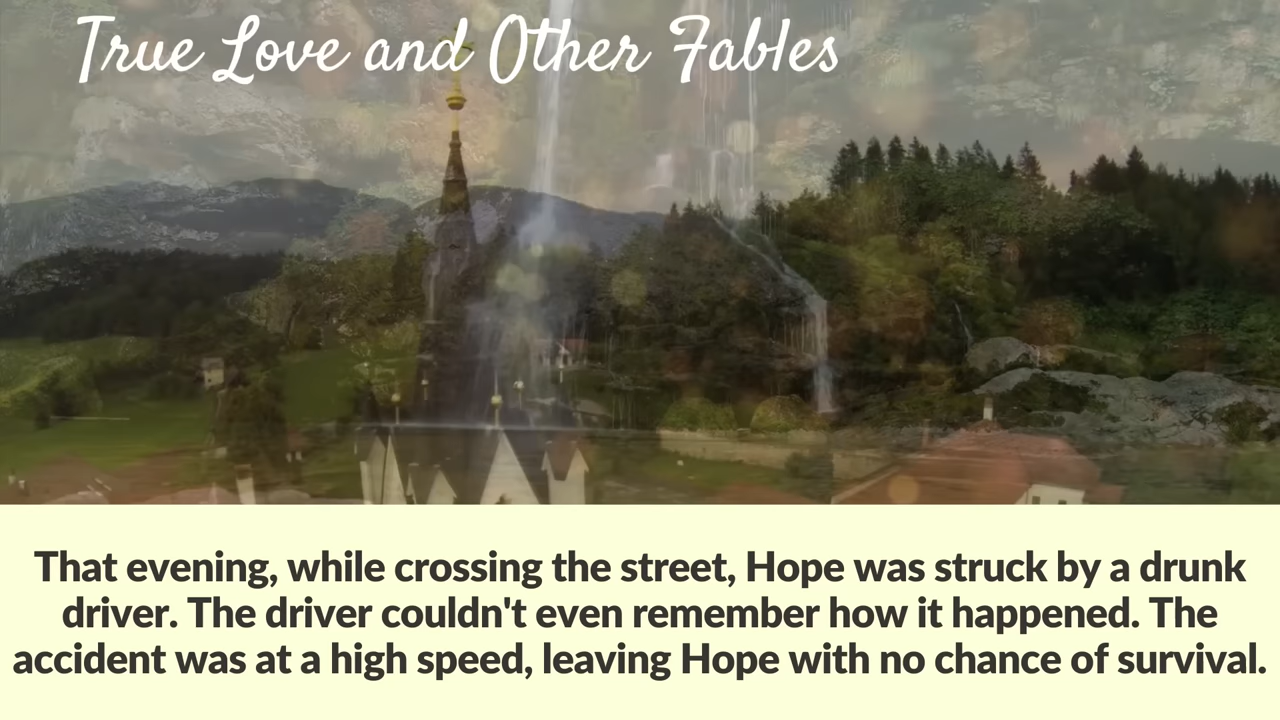 True Love and Other Fables
That evening, while crossing the street, Hope was struck by a drunk
driver. The driver couldn't even remember how it happened. The
accident was at a high speed, leaving Hope with no chance of survival.